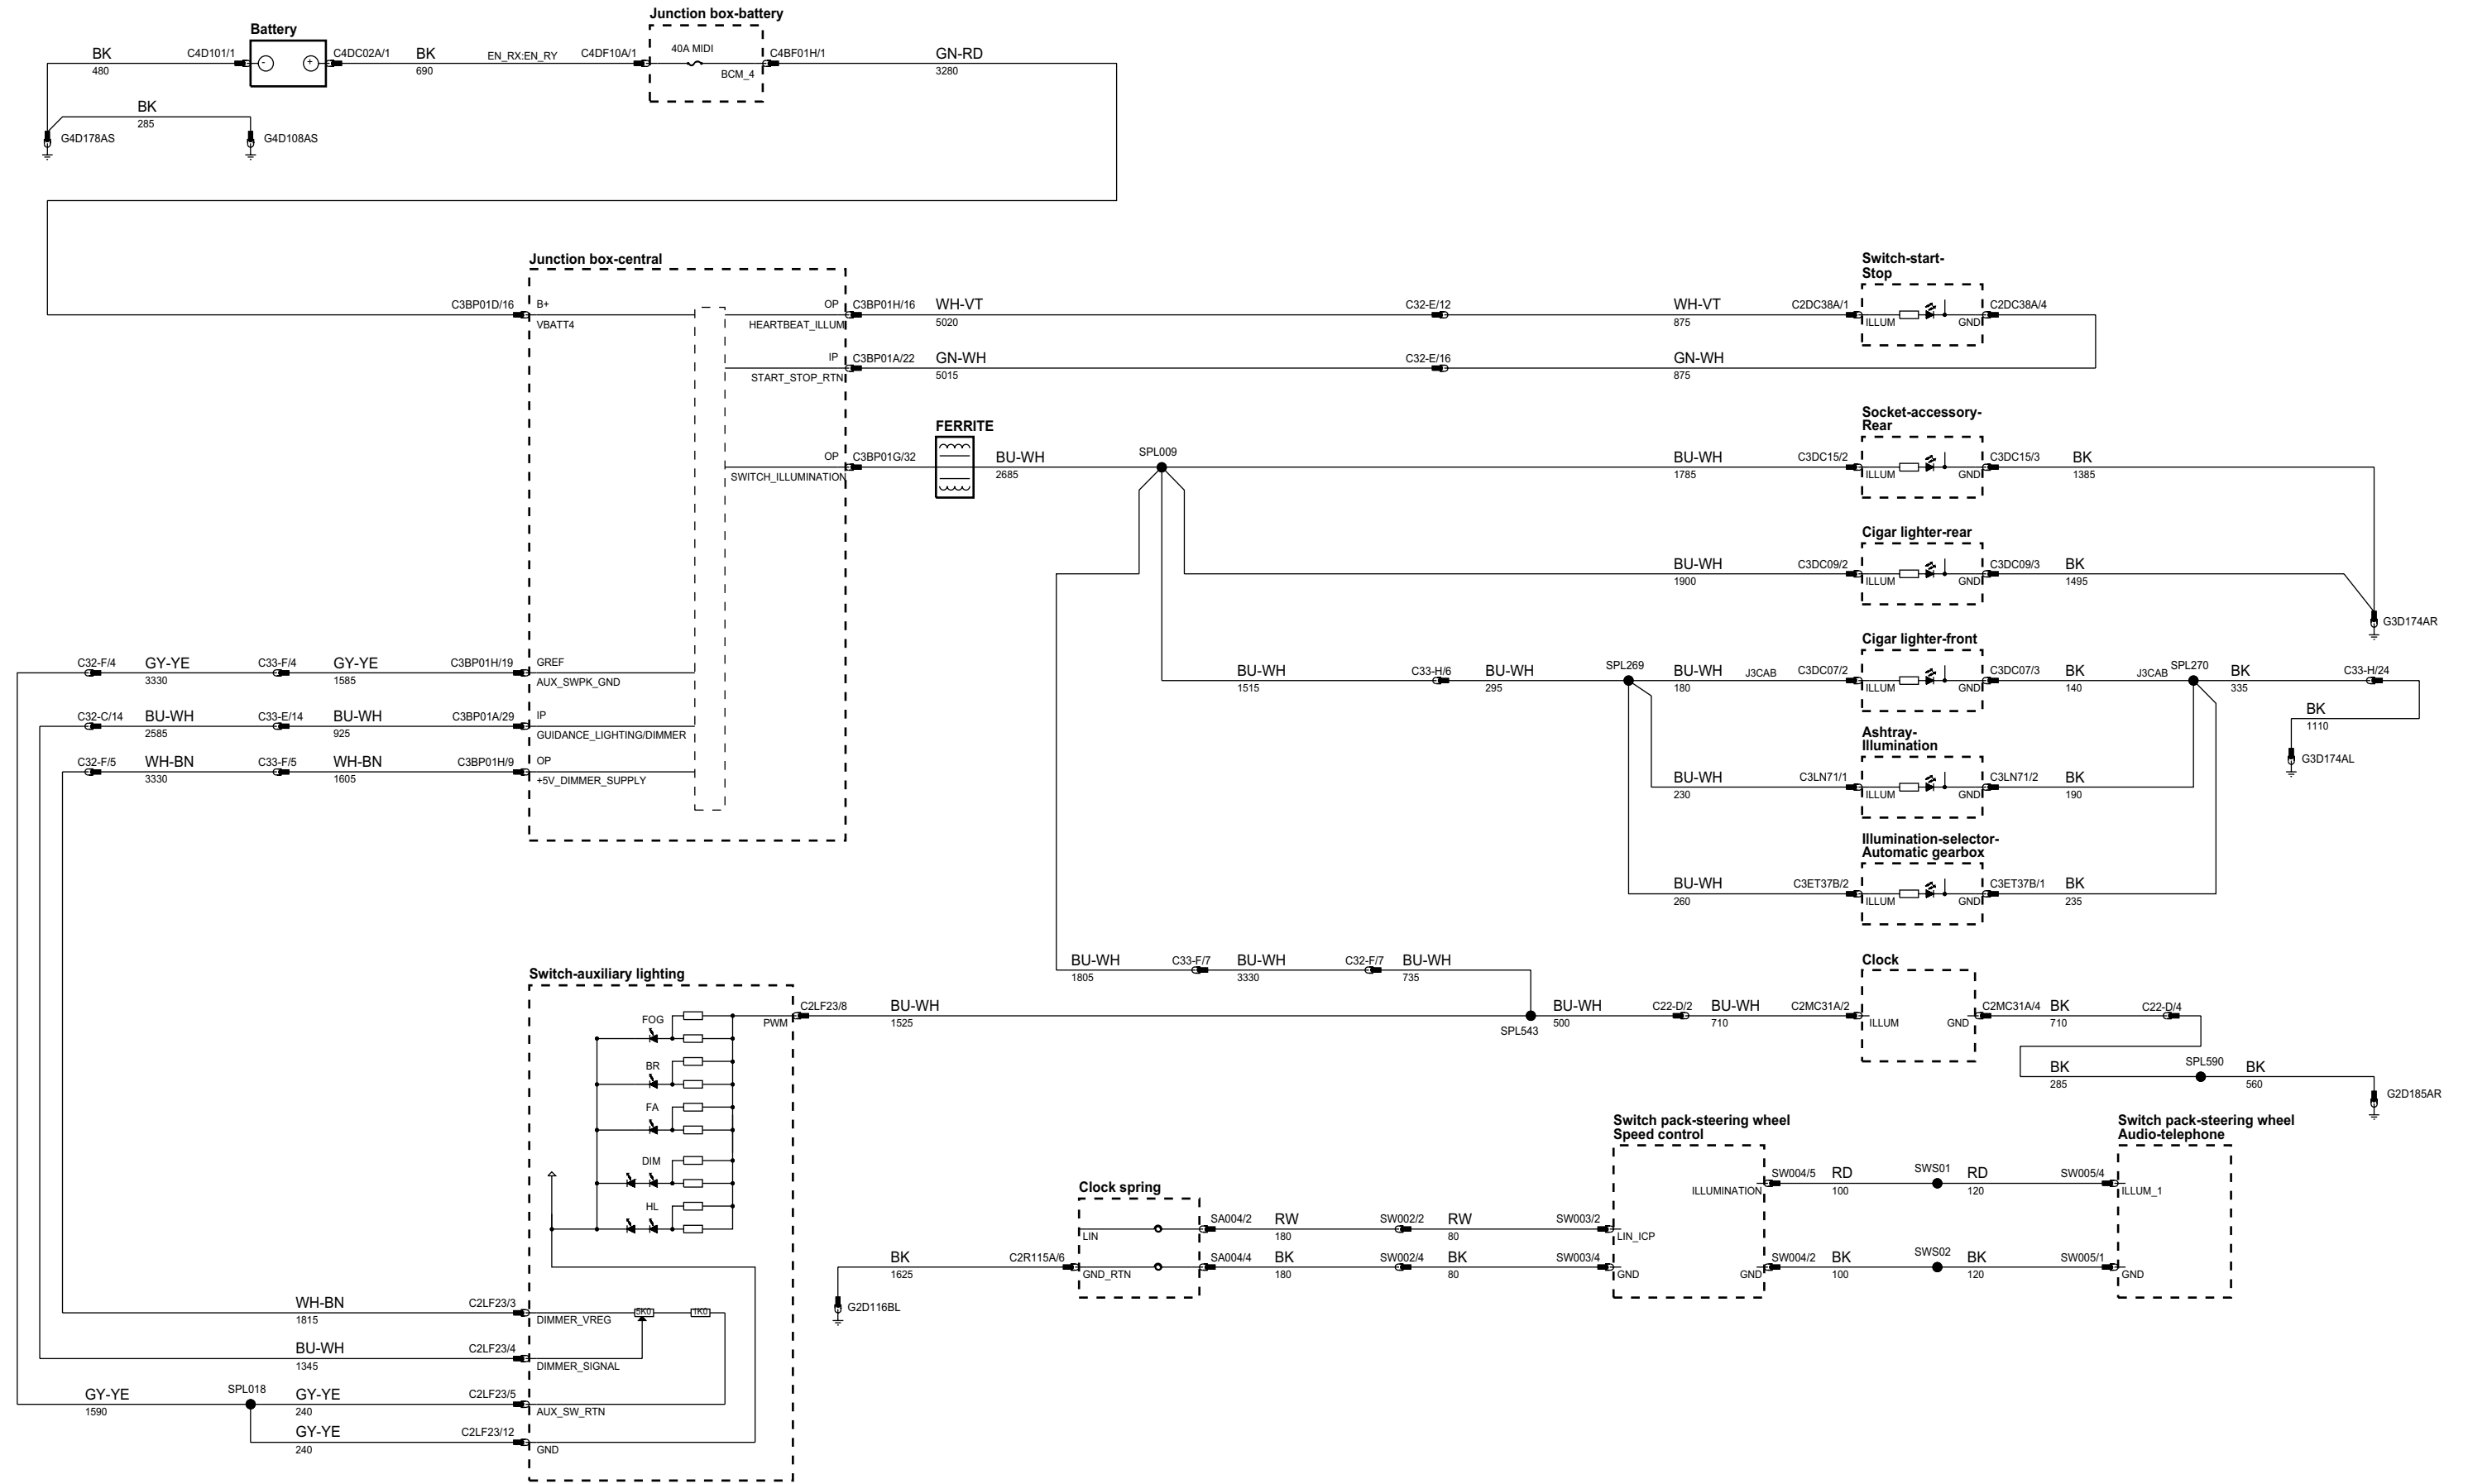 Junction box-battery
Battery
BK
480
C4D101/1
-
+
C4DC02A/1
BK
690
EN_RX:EN_RY
C4DF10A/1
40A MIDI
BCM_4
C4BF01H/1
GN-RD
3280
BK
285
G4D178AS
G4D108AS
Junction box-central
Switch-start-
Stop
C3BP01D/16
B+
VBATT4
OP
HEARTBEAT_ILLUM
C3BP01H/16
WH-VT
5020
C32-E/12
WH-VT
875
C2DC38A/1
ILLUM
GND
C2DC38A/4
IP
START_STOP_RTN
C3BP01A/22
GN-WH
5015
C32-E/16
GN-WH
875
Socket-accessory-
Rear
FERRITE
OP
SWITCH_ILLUMINATION
C3BP01G/32
BU-WH
2685
SPL009
BU-WH
1785
C3DC15/2
ILLUM
GND
C3DC15/3
BK
1385
Cigar lighter-rear
BU-WH
1900
C3DC09/2
ILLUM
GND
C3DC09/3
BK
1495
G3D174AR
Cigar lighter-front
C32-F/4
GY-YE
3330
C33-F/4
GY-YE
1585
C3BP01H/19
GREF
AUX_SWPK_GND
BU-WH
1515
C33-H/6
BU-WH
295
SPL269
BU-WH
180
J3CAB
C3DC07/2
ILLUM
GND
C3DC07/3
BK
140
J3CAB
SPL270
BK
335
C33-H/24
BK
1110
G3D174AL
C32-C/14
BU-WH
2585
C33-E/14
BU-WH
925
C3BP01A/29
IP
GUIDANCE_LIGHTING/DIMMER
C32-F/5
WH-BN
3330
C33-F/5
WH-BN
1605
C3BP01H/9
OP
+5V_DIMMER_SUPPLY
Ashtray-
Illumination
BU-WH
230
C3LN71/1
ILLUM
GND
C3LN71/2
BK
190
Illumination-selector-
Automatic gearbox
BU-WH
260
C3ET37B/2
ILLUM
GND
C3ET37B/1
BK
235
BU-WH
1805
C33-F/7
BU-WH
3330
C32-F/7
BU-WH
735
Switch-auxiliary lighting
Clock
FOG
BR
FA
DIM
HL
PWM
C2LF23/8
BU-WH
1525
SPL543
BU-WH
500
C22-D/2
BU-WH
710
C2MC31A/2
ILLUM
GND
C2MC31A/4
BK
710
C22-D/4
BK
285
SPL590
BK
560
G2D185AR
Switch pack-steering wheel
Speed control
Switch pack-steering wheel
Audio-telephone
ILLUMINATION
SW004/5
RD
100
SWS01
RD
120
SW005/4
ILLUM_1
Clock spring
LIN
SA004/2
RW
180
SW002/2
RW
80
SW003/2
LIN_ICP
BK
1625
C2R115A/6
GND_RTN
SA004/4
BK
180
SW002/4
BK
80
SW003/4
GND
GND
SW004/2
BK
100
SWS02
BK
120
SW005/1
GND
G2D116BL
WH-BN
1815
C2LF23/3
DIMMER_VREG
5K0
1K0
BU-WH
1345
C2LF23/4
DIMMER_SIGNAL
GY-YE
1590
SPL018
GY-YE
240
C2LF23/5
AUX_SW_RTN
GY-YE
240
C2LF23/12
GND